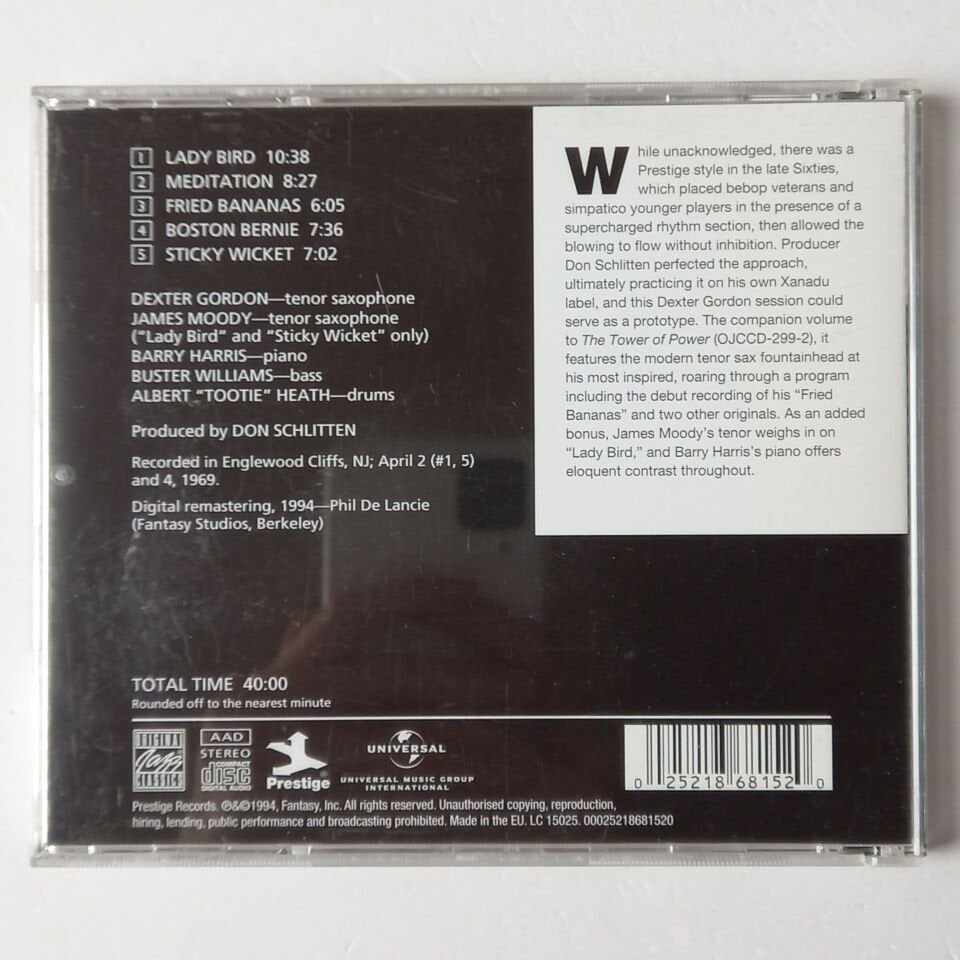 1 LADY BIRD 10:38
2 MEDITATION 8:27
3 FRIED BANANAS 6:05
4 BOSTON BERNIE 7:36
5 STICKY WICKET 7:02
DEXTER GORDON—tenor saxophone
JAMES MOODY—tenor saxophone
("Lady Bird" and "Sticky Wicket" only)
BARRY HARRIS—piano
BUSTER WILLIAMS—bass
ALBERT "TOOTIE" HEATH—drums
Produced by DON SCHLITTEN
Recorded in Englewood Cliffs, NJ; April 2 (#1, 5)
and 4, 1969.
Digital remastering, 1994—Phil De Lancie
(Fantasy Studios, Berkeley)
While unacknowledged, there was a
Prestige style in the late Sixties,
which placed bebop veterans and
simpatico younger players in the presence of a
supercharged rhythm section, then allowed the
blowing to flow without inhibition. Producer
Don Schlitten perfected the approach,
ultimately practicing it on his own Xanadu
label, and this Dexter Gordon session could
serve as a prototype. The companion volume
to The Tower of Power (OJCCD-299-2), it
features the modern tenor sax fountainhead at
his most inspired, roaring through a program
including the debut recording of his "Fried
Bananas" and two other originals. As an added
bonus, James Moody's tenor weighs in on
"Lady Bird," and Barry Harris's piano offers
eloquent contrast throughout.
TOTAL TIME 40:00
Rounded off to the nearest minute
ORIGINAL
Jazz
CLASSICS
AAD
STEREO
COMPACT
disc
DIGITAL AUDIO
Prestige®
UNIVERSAL
UNIVERSAL MUSIC GROUP
INTERNATIONAL
0 25218 68152 0
Prestige Records. ℗&©1994, Fantasy, Inc. All rights reserved. Unauthorised copying, reproduction,
hiring, lending, public performance and broadcasting prohibited. Made in the EU. LC 15025. 00025218681520